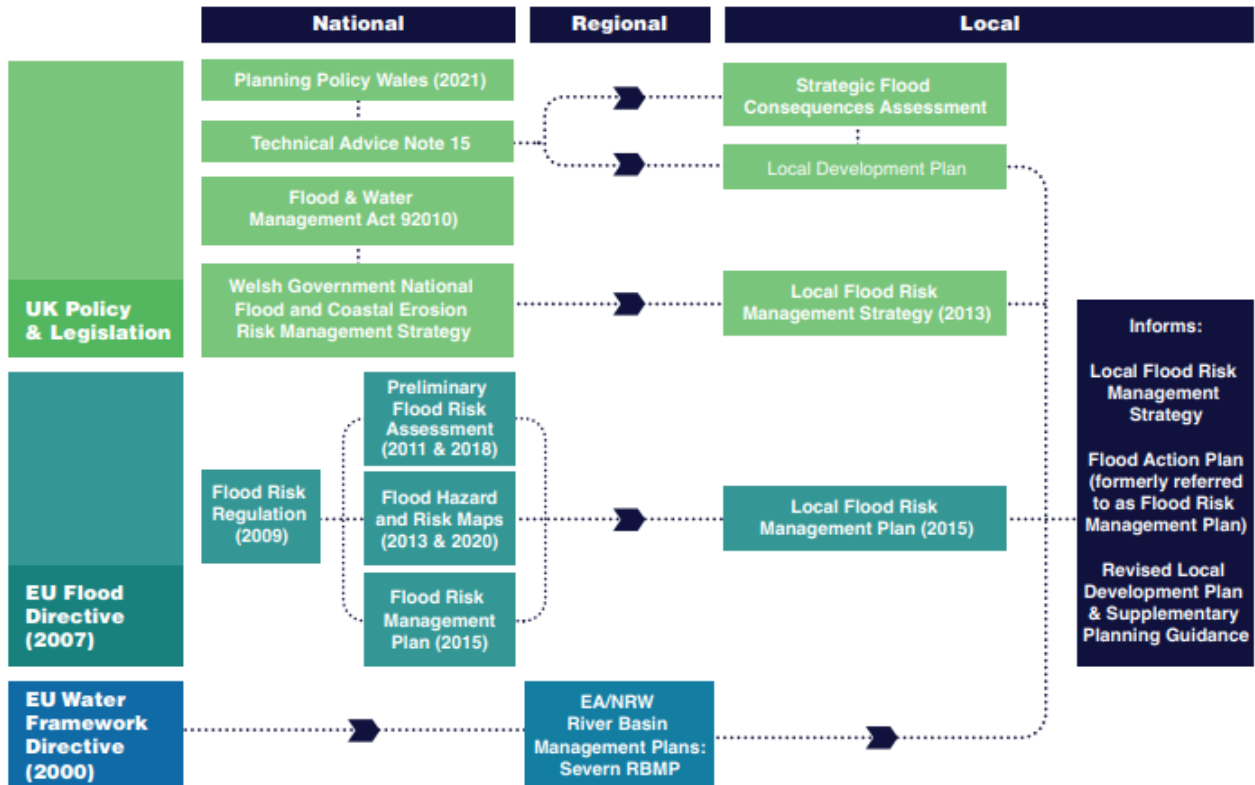 National
Regional
Local
UK Policy
& Legislation
Planning Policy Wales (2021)
Technical Advice Note 15
Flood & Water
Management Act 92010)
Welsh Government National
Flood and Coastal Erosion
Risk Management Strategy
Strategic Flood
Consequences Assessment
Local Development Plan
Local Flood Risk
Management Strategy (2013)
EU Flood
Directive
(2007)
Flood Risk
Regulation
(2009)
Preliminary
Flood Risk
Assessment
(2011 & 2018)
Flood Hazard
and Risk Maps
(2013 & 2020)
Flood Risk
Management
Plan (2015)
Local Flood Risk
Management Plan (2015)
EU Water
Framework
Directive
(2000)
EA/NRW
River Basin
Management Plans:
Severn RBMP
Informs:
Local Flood Risk
Management
Strategy
Flood Action Plan
(formerly referred
to as Flood Risk
Management Plan)
Revised Local
Development Plan
& Supplementary
Planning Guidance